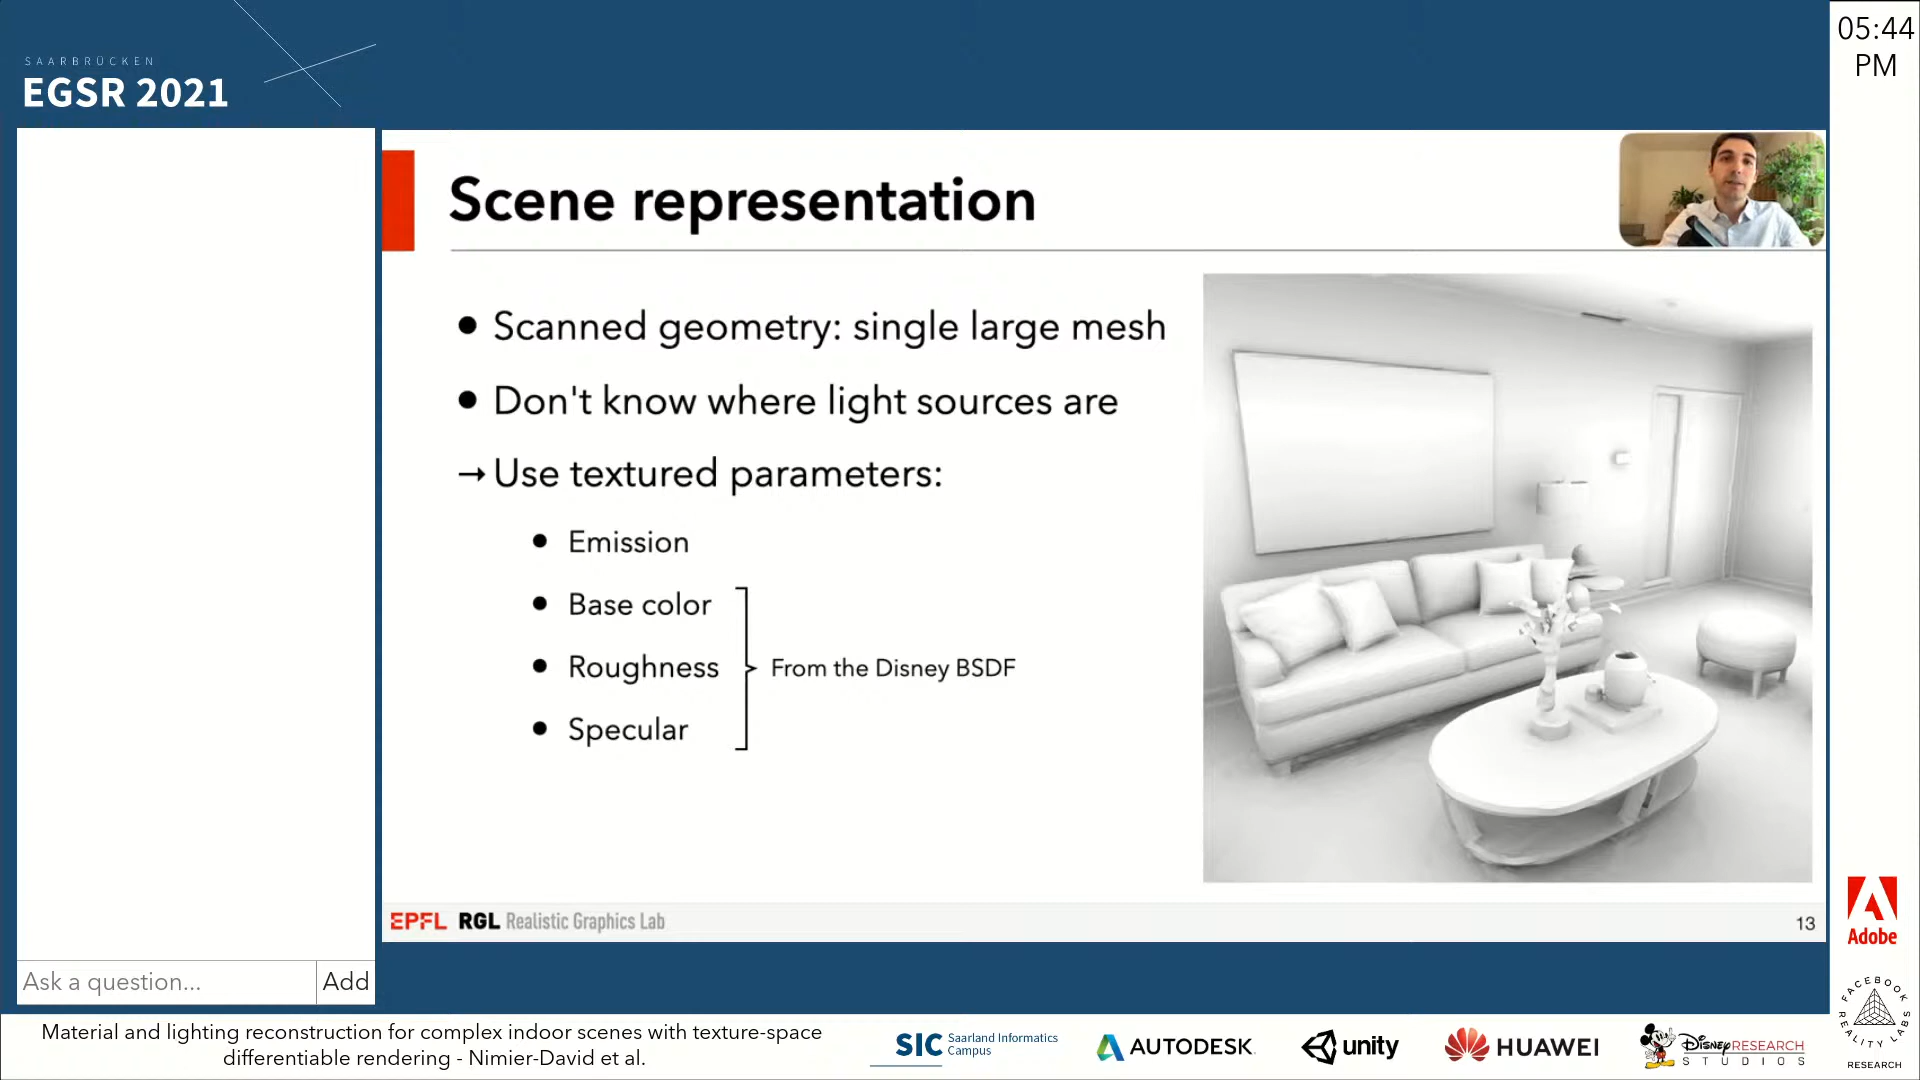 05:44
PM
SAARBRÜCKEN
EGSR 2021
Scene representation
● Scanned geometry: single large mesh
● Don't know where light sources are
→ Use textured parameters:
● Emission
● Base color
● Roughness
● Specular
From the Disney BSDF
EPFL RGL Realistic Graphics Lab
13
Ask a question...
Add
Material and lighting reconstruction for complex indoor scenes with texture-space
differentiable rendering - Nimier-David et al.
SIC Saarland Informatics
Campus
AUTODESK
unity
HUAWEI
Disney RESEARCH
STUDIOS
Adobe
FACEBOOK
REALITY LABS
RESEARCH